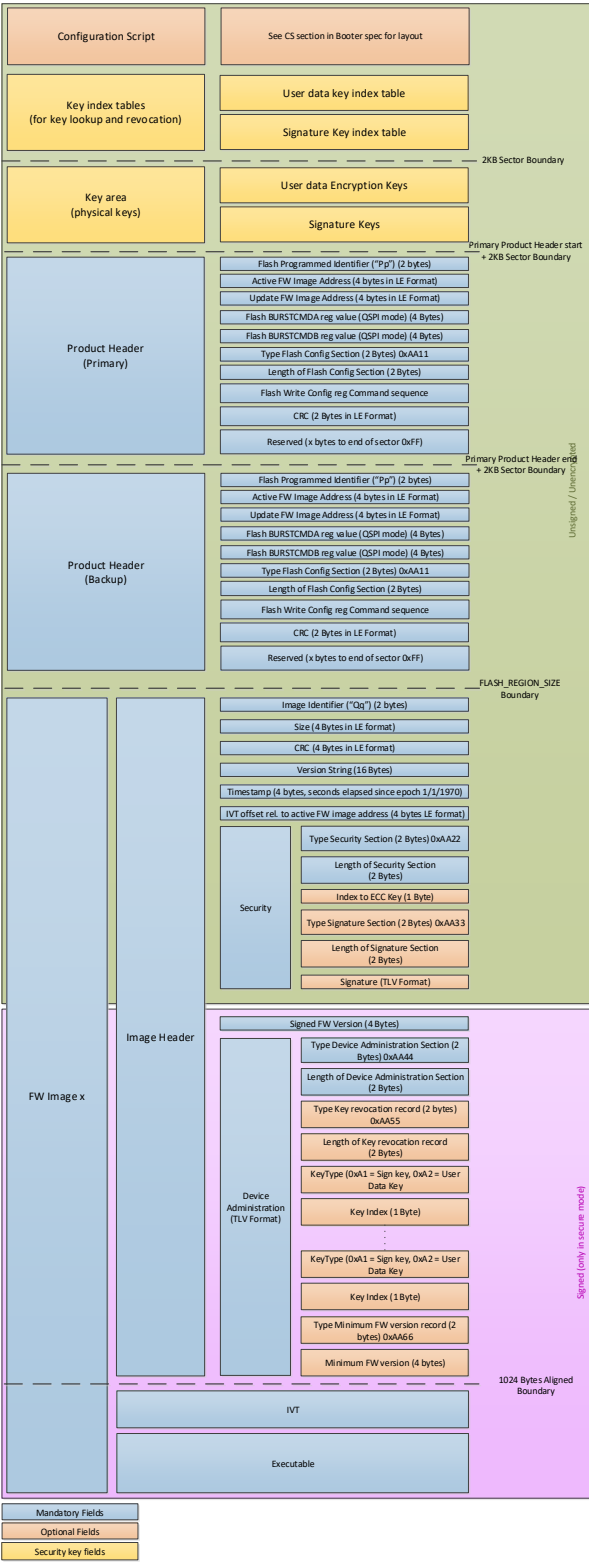 Configuration Script
See CS section in Booter spec for layout
Key index tables
(for key lookup and revocation)
User data key index table
Signature Key index table
2KB Sector Boundary
Key area
(physical keys)
User data Encryption Keys
Signature Keys
Primary Product Header start
+ 2KB Sector Boundary
Product Header
(Primary)
Flash Programmed Identifier ("Pp") (2 bytes)
Active FW Image Address (4 bytes in LE Format)
Update FW Image Address (4 bytes in LE Format)
Flash BURSTCMDA reg value (QSPI mode) (4 Bytes)
Flash BURSTCMDB reg value (QSPI mode) (4 Bytes)
Type Flash Config Section (2 Bytes) 0xAA11
Length of Flash Config Section (2 Bytes)
Flash Write Config reg Command sequence
CRC (2 Bytes in LE Format)
Reserved (x bytes to end of sector 0xFF)
Unsigned / Unencrypted
Primary Product Header end
+ 2KB Sector Boundary
Product Header
(Backup)
Flash Programmed Identifier ("Pp") (2 bytes)
Active FW Image Address (4 bytes in LE Format)
Update FW Image Address (4 bytes in LE Format)
Flash BURSTCMDA reg value (QSPI mode) (4 Bytes)
Flash BURSTCMDB reg value (QSPI mode) (4 Bytes)
Type Flash Config Section (2 Bytes) 0xAA11
Length of Flash Config Section (2 Bytes)
Flash Write Config reg Command sequence
CRC (2 Bytes in LE Format)
Reserved (x bytes to end of sector 0xFF)
FLASH_REGION_SIZE
Boundary
FW Image x
Image Header
Image Identifier ("Qq") (2 bytes)
Size (4 Bytes in LE format)
CRC (4 Bytes in LE format)
Version String (16 Bytes)
Timestamp (4 bytes, seconds elapsed since epoch 1/1/1970)
IVT offset rel. to active FW image address (4 bytes LE format)
Security
Type Security Section (2 Bytes) 0xAA22
Length of Security Section
(2 Bytes)
Index to ECC Key (1 Byte)
Type Signature Section (2 Bytes) 0xAA33
Length of Signature Section
(2 Bytes)
Signature (TLV Format)
Signed FW Version (4 Bytes)
Device
Administration
(TLV Format)
Type Device Administration Section (2
Bytes) 0xAA44
Length of Device Administration Section
(2 Bytes)
Type Key revocation record (2 bytes)
0xAA55
Length of Key revocation record
(2 Bytes)
KeyType (0xA1 = Sign key, 0xA2 = User
Data Key
Key Index (1 Byte)
KeyType (0xA1 = Sign key, 0xA2 = User
Data Key
Key Index (1 Byte)
Type Minimum FW version record (2
bytes) 0xAA66
Minimum FW version (4 bytes)
Signed (only in secure mode)
1024 Bytes Aligned
Boundary
IVT
Executable
Mandatory Fields
Optional Fields
Security key fields